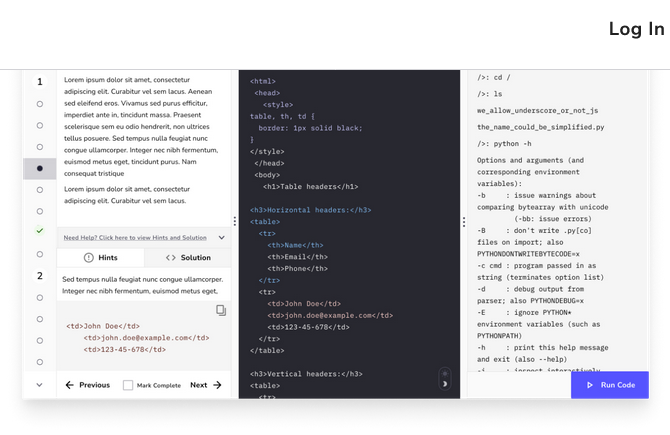 Log In
1
Lorem ipsum dolor sit amet, consectetur
adipiscing elit. Curabitur vel sem lacus. Aenean
sed eleifend eros. Vivamus sed purus efficitur,
imperdiet ante in, tincidunt mass. Praesent
scelerisque sem eu odio hendrerit, non ultrices
tellus posuere. Sed tempus nulla feugiat nunc
congue ullamcorper. Integer nec nibh fermentum,
euismod metus eget, tincidunt purus. Nam
consequat tristique
Lorem ipsum dolor sit amet, consectetur
adipiscing elit. Curabitur vel sem lacus.
Need Help? Click here to view Hints and Solution
Hints
<> Solution
2
Sed tempus nulla feugiat nunc congue ullamcorper.
Integer nec nibh fermentum, euismod metus eget,
<td>John Doe</td>
<td>john.doe@example.com</td>
<td>123-45-678</td>
Previous
Mark Complete
Next
<html>
<head>
<style>
table, th, td {
border: 1px solid black;
}
</style>
</head>
<body>
<h1>Table headers</h1>
<h3>Horizontal headers:</h3>
<table>
<tr>
<th>Name</th>
<th>Email</th>
<th>Phone</th>
</tr>
<tr>
<td>John Doe</td>
<td>john.doe@example.com</td>
<td>123-45-678</td>
</tr>
</table>
<h3>Vertical headers:</h3>
<table>
<tr>
/>: cd /
/>: ls
we_allow_underscore_or_not_js
the_name_could_be_simplified.py
/>: python -h
Options and arguments (and
corresponding environment
variables):
-b : issue warnings about
comparing bytearray with unicode
(-bb: issue errors)
-B : don't write .py[co]
files on import; also
PYTHONDONTWRITEBYTECODE=x
-c cmd : program passed in as
string (terminates option list)
-d : debug output from
parser; also PYTHONDEBUG=x
-E : ignore PYTHON*
environment variables (such as
PYTHONPATH)
-h : print this help message
and exit (also --help)
-i : inspect interactively
Run Code